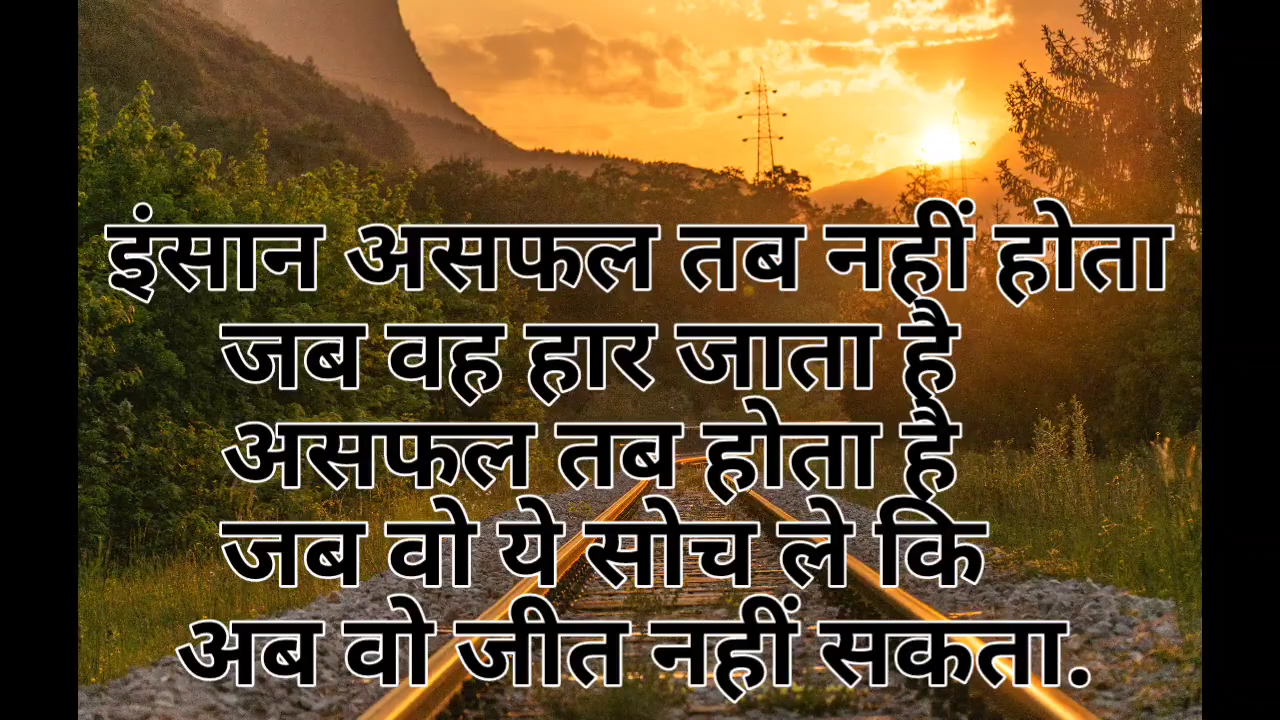 इंसान असफल तब नहीं होता
जब वह हार जाता है
असफल तब होता है
जब वो ये सोच ले कि
अब वो जीत नहीं सकता.